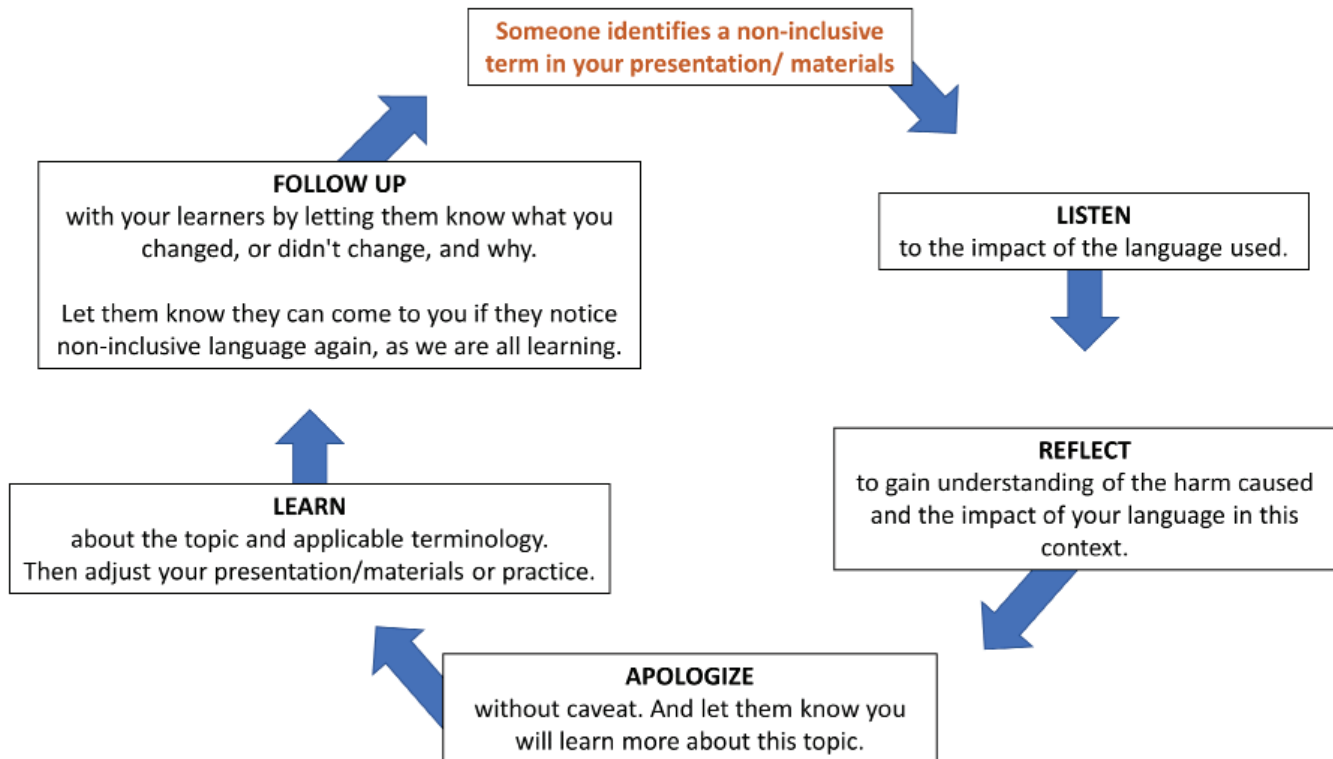 Someone identifies a non-inclusive
term in your presentation/ materials
LISTEN
to the impact of the language used.
REFLECT
to gain understanding of the harm caused
and the impact of your language in this
context.
APOLOGIZE
without caveat. And let them know you
will learn more about this topic.
LEARN
about the topic and applicable terminology.
Then adjust your presentation/materials or practice.
FOLLOW UP
with your learners by letting them know what you
changed, or didn't change, and why.
Let them know they can come to you if they notice
non-inclusive language again, as we are all learning.